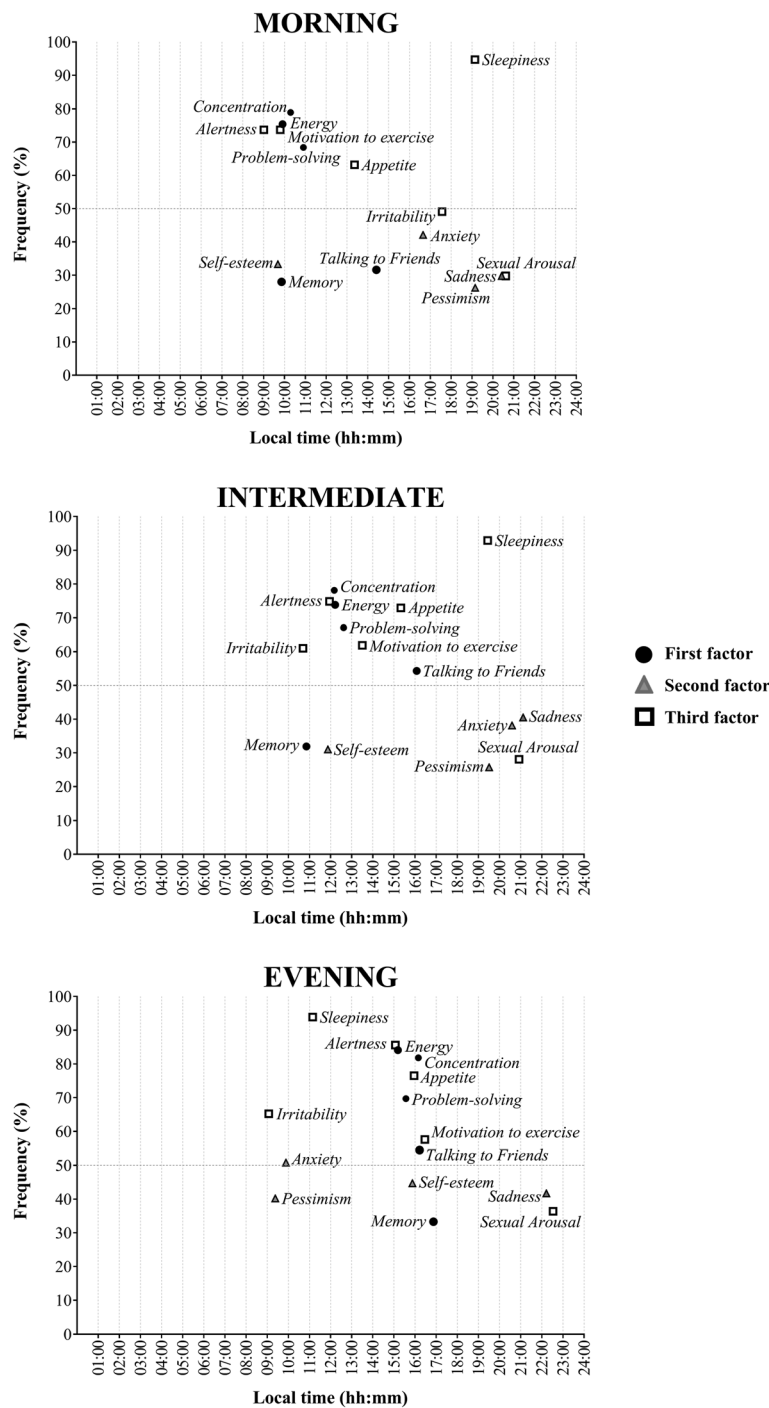 MORNING
100
90
80
70
60
50
40
30
20
10
0
Frequency (%)
Sleepiness
Concentration
Energy
Alertness
Motivation to exercise
Problem-solving
Appetite
Irritability
Anxiety
Talking to Friends
Self-esteem
Sexual Arousal
Sadness
Memory
Pessimism
01:00
02:00
03:00
04:00
05:00
06:00
07:00
08:00
09:00
10:00
11:00
12:00
13:00
14:00
15:00
16:00
17:00
18:00
19:00
20:00
21:00
22:00
23:00
24:00
Local time (hh:mm)
INTERMEDIATE
100
90
80
70
60
50
40
30
20
10
0
Frequency (%)
Sleepiness
Concentration
Alertness
Energy
Appetite
Problem-solving
Irritability
Motivation to exercise
Talking to Friends
Sadness
Anxiety
Memory
Self-esteem
Sexual Arousal
Pessimism
01:00
02:00
03:00
04:00
05:00
06:00
07:00
08:00
09:00
10:00
11:00
12:00
13:00
14:00
15:00
16:00
17:00
18:00
19:00
20:00
21:00
22:00
23:00
24:00
Local time (hh:mm)
First factor
Second factor
Third factor
EVENING
100
90
80
70
60
50
40
30
20
10
0
Frequency (%)
Sleepiness
Alertness
Energy
Concentration
Appetite
Problem-solving
Irritability
Motivation to exercise
Talking to Friends
Anxiety
Self-esteem
Pessimism
Sadness
Memory
Sexual Arousal
01:00
02:00
03:00
04:00
05:00
06:00
07:00
08:00
09:00
10:00
11:00
12:00
13:00
14:00
15:00
16:00
17:00
18:00
19:00
20:00
21:00
22:00
23:00
24:00
Local time (hh:mm)